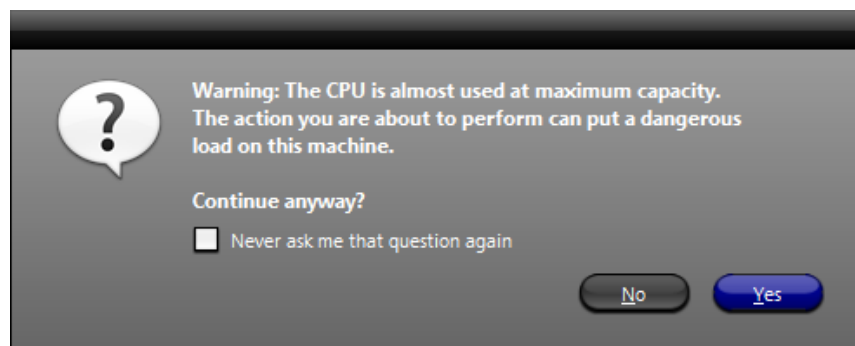 Warning: The CPU is almost used at maximum capacity.
The action you are about to perform can put a dangerous
load on this machine.
Continue anyway?
Never ask me that question again
No Yes